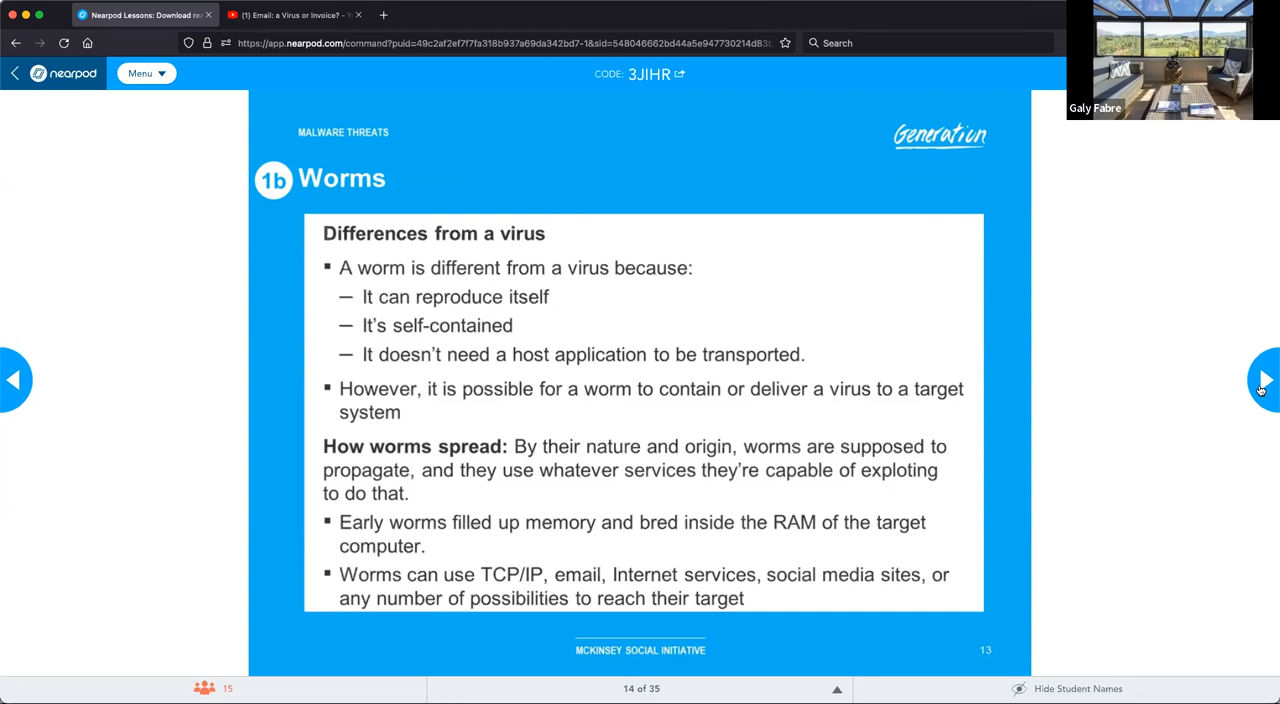 Nearpod Lessons: Download rea
(1) Email: a Virus or Invoice? - Y
https://app.nearpod.com/command?puid=49c2af2ef7f7fa318b937a69da342bd7-1&sid=548046662bd44a5e947730214d83b
Search
nearpod
Menu
CODE: 3JIHR
Galy Fabre
MALWARE THREATS
Generation
1b Worms
Differences from a virus
▪ A worm is different from a virus because:
– It can reproduce itself
– It's self-contained
– It doesn't need a host application to be transported.
▪ However, it is possible for a worm to contain or deliver a virus to a target
system
How worms spread: By their nature and origin, worms are supposed to
propagate, and they use whatever services they're capable of exploting
to do that.
▪ Early worms filled up memory and bred inside the RAM of the target
computer.
▪ Worms can use TCP/IP, email, Internet services, social media sites, or
any number of possibilities to reach their target
MCKINSEY SOCIAL INITIATIVE
13
15
14 of 35
Hide Student Names